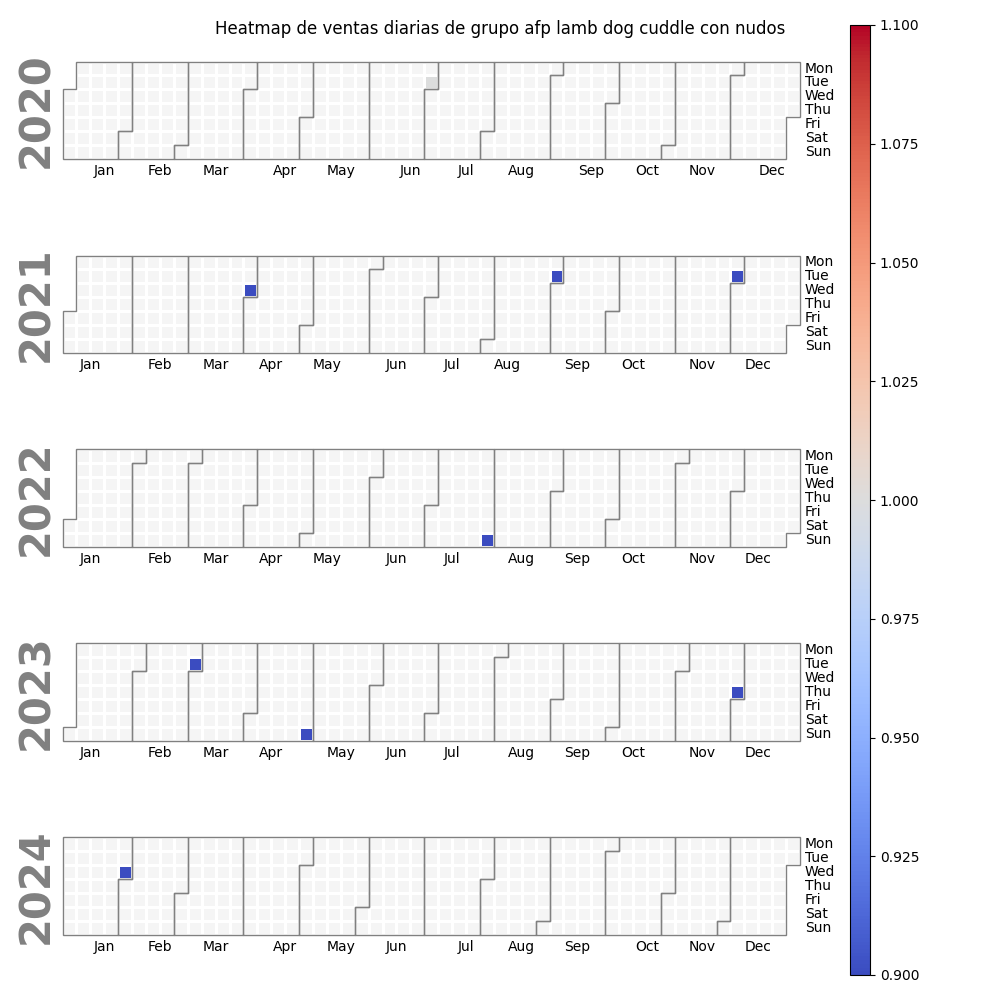 Heatmap de ventas diarias de grupo afp lamb dog cuddle con nudos
2020
Mon
Tue
Wed
Thu
Fri
Sat
Sun
Jan Feb Mar Apr May Jun Jul Aug Sep Oct Nov Dec
2021
Mon
Tue
Wed
Thu
Fri
Sat
Sun
Jan Feb Mar Apr May Jun Jul Aug Sep Oct Nov Dec
2022
Mon
Tue
Wed
Thu
Fri
Sat
Sun
Jan Feb Mar Apr May Jun Jul Aug Sep Oct Nov Dec
2023
Mon
Tue
Wed
Thu
Fri
Sat
Sun
Jan Feb Mar Apr May Jun Jul Aug Sep Oct Nov Dec
2024
Mon
Tue
Wed
Thu
Fri
Sat
Sun
Jan Feb Mar Apr May Jun Jul Aug Sep Oct Nov Dec
1.100
1.075
1.050
1.025
1.000
0.975
0.950
0.925
0.900